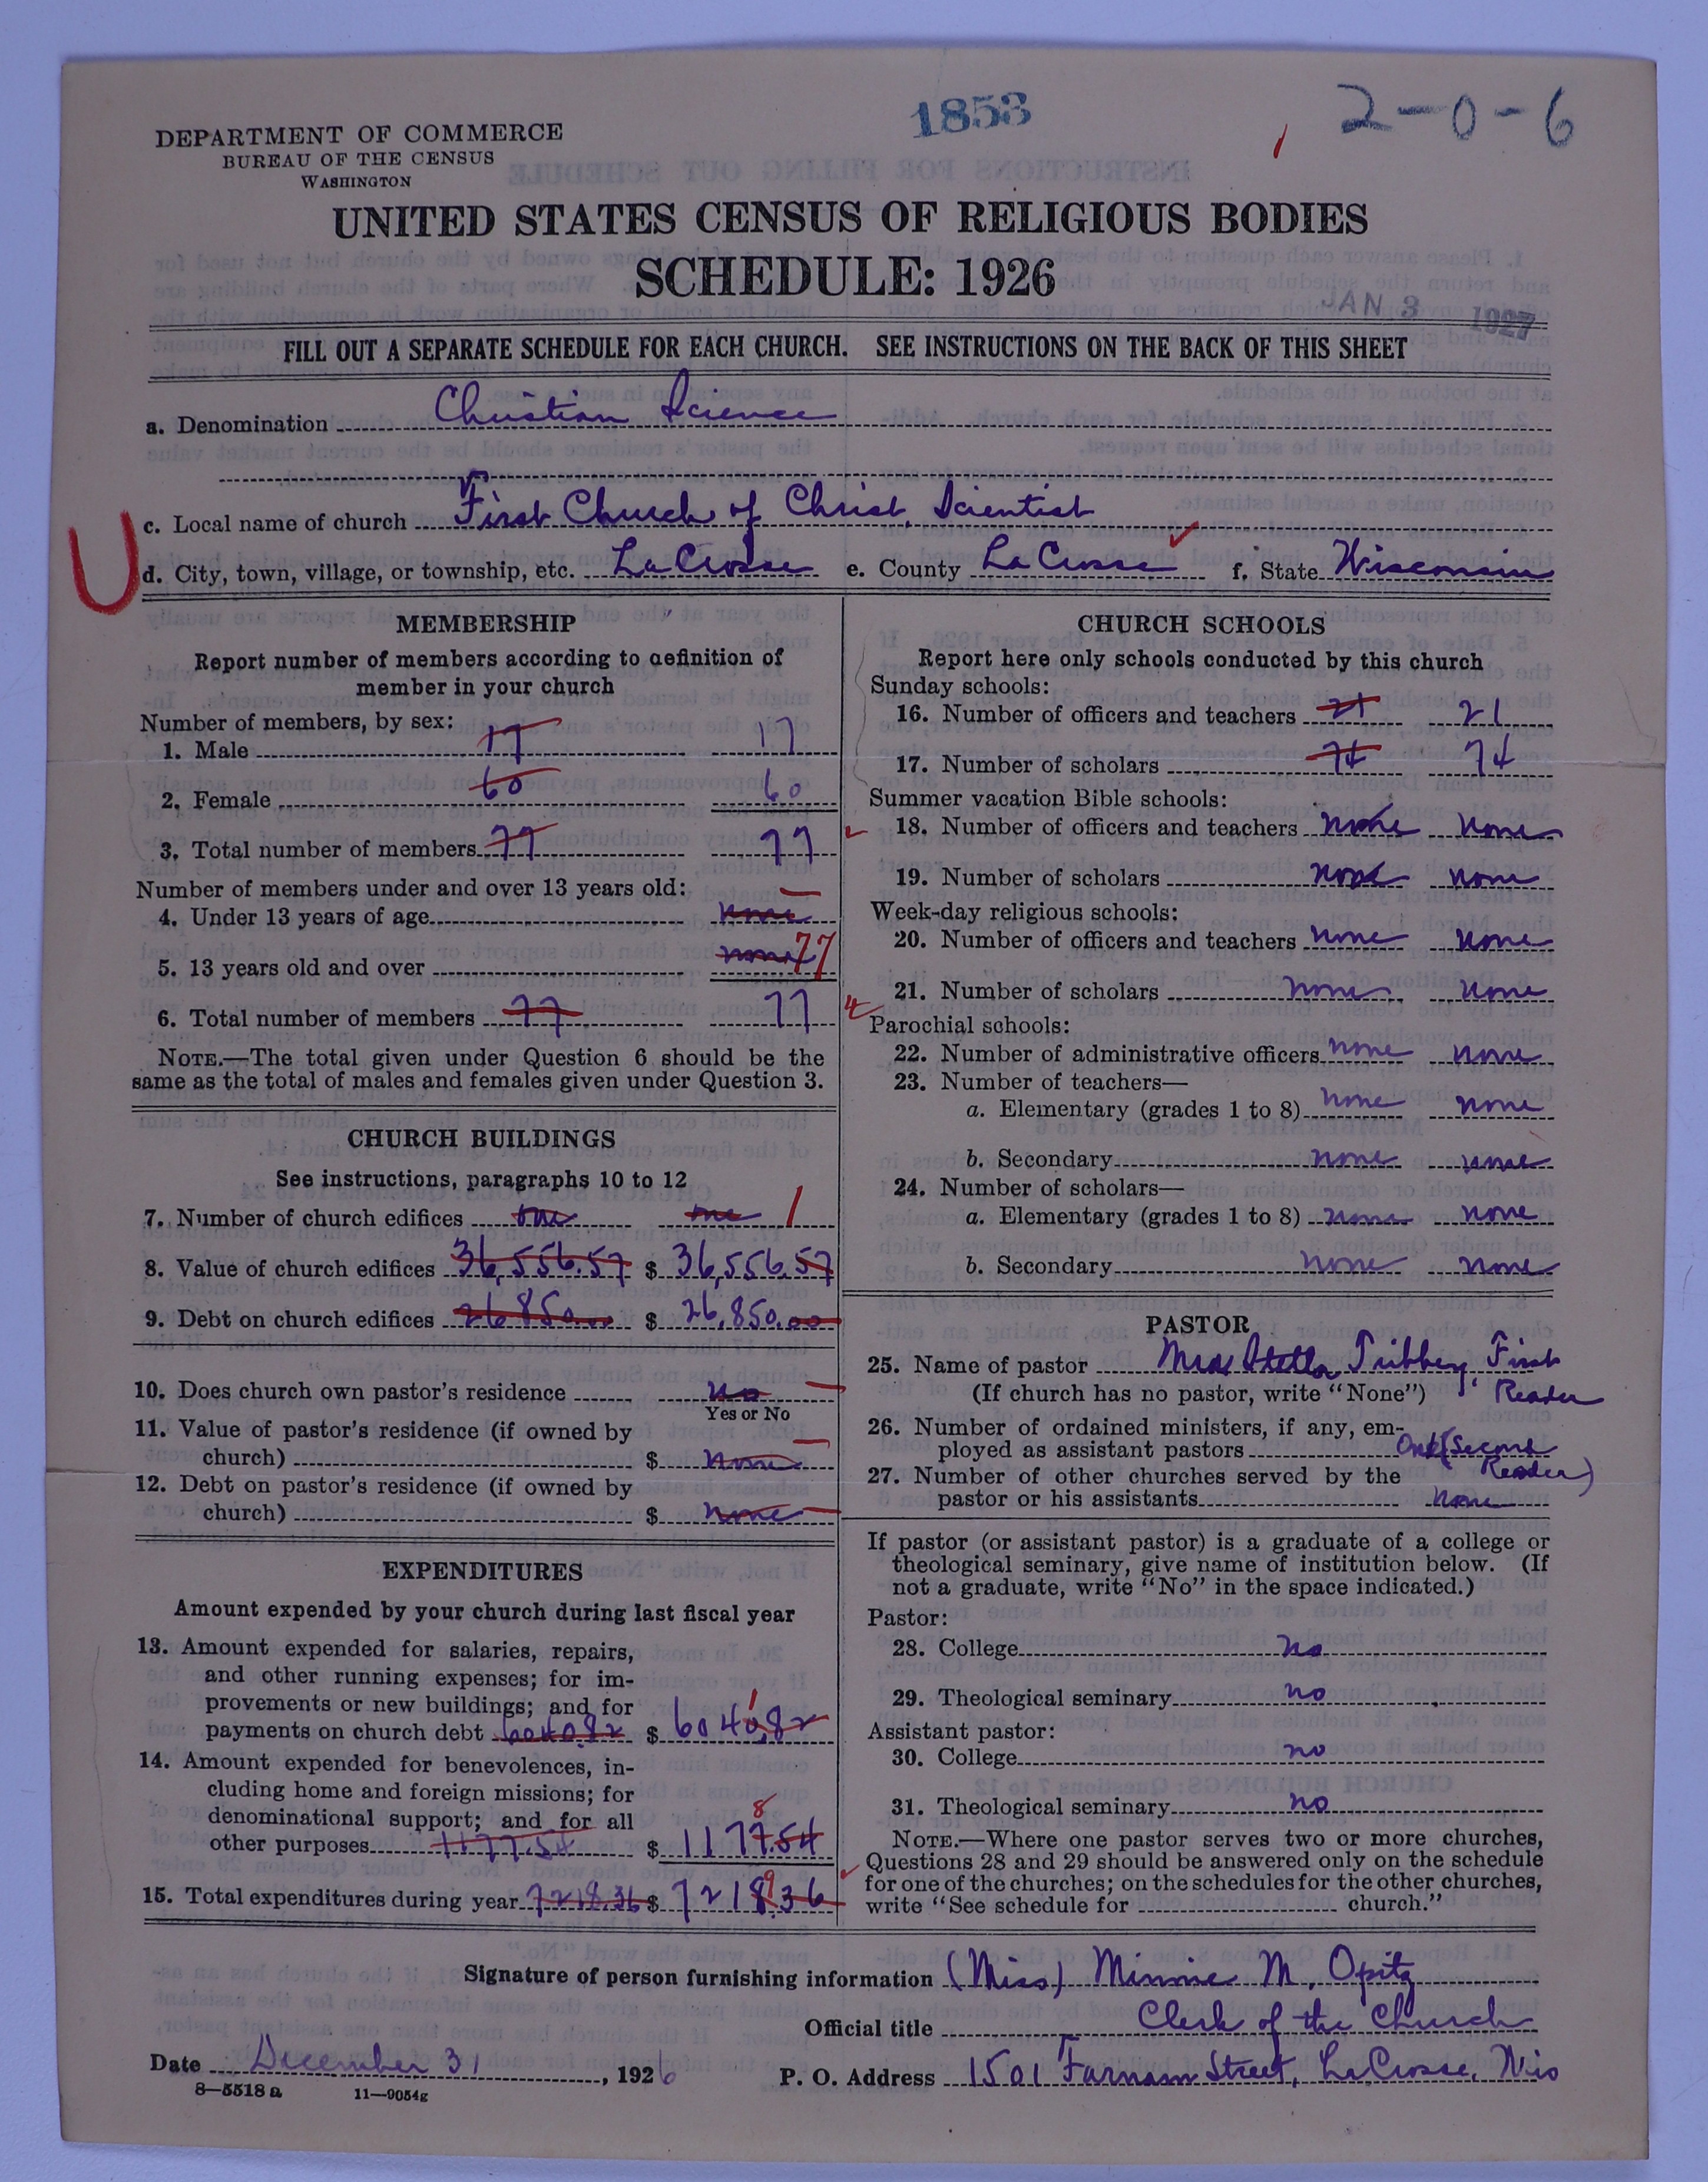 1853
2-0-6
DEPARTMENT OF COMMERCE
BUREAU OF THE CENSUS
WASHINGTON
UNITED STATES CENSUS OF RELIGIOUS BODIES
SCHEDULE: 1926
JAN 3 1927
FILL OUT A SEPARATE SCHEDULE FOR EACH CHURCH. SEE INSTRUCTIONS ON THE BACK OF THIS SHEET
a. Denomination Christian Science
c. Local name of church First Church of Christ, Scientist
U
d. City, town, village, or township, etc. La Crosse e. County La Crosse f. State Wisconsin
MEMBERSHIP
Report number of members according to definition of
member in your church
Number of members, by sex:
1. Male 17 17
2. Female 60 60
3. Total number of members 77 77
Number of members under and over 13 years old:
4. Under 13 years of age none
5. 13 years old and over none 77
6. Total number of members 77 77
NOTE.—The total given under Question 6 should be the
same as the total of males and females given under Question 3.
CHURCH BUILDINGS
See instructions, paragraphs 10 to 12
7. Number of church edifices one one 1
8. Value of church edifices 36,556.57 $ 36,556.57
9. Debt on church edifices 26850.00 $ 26,850.00
10. Does church own pastor's residence no
Yes or No
11. Value of pastor's residence (if owned by
church) $ none
12. Debt on pastor's residence (if owned by
church) $ none
EXPENDITURES
Amount expended by your church during last fiscal year
13. Amount expended for salaries, repairs,
and other running expenses; for im-
provements or new buildings; and for
payments on church debt 6040.82 $ 6040.82
1
14. Amount expended for benevolences, in-
cluding home and foreign missions; for
denominational support; and for all
other purposes 1177.54 $ 1177.54
8
15. Total expenditures during year 7218.36 $ 7218.36
9
CHURCH SCHOOLS
Report here only schools conducted by this church
Sunday schools:
16. Number of officers and teachers 21 21
17. Number of scholars 74 74
Summer vacation Bible schools:
18. Number of officers and teachers none none
19. Number of scholars none none
Week-day religious schools:
20. Number of officers and teachers none none
21. Number of scholars none none
Parochial schools:
22. Number of administrative officers none none
23. Number of teachers—
a. Elementary (grades 1 to 8) none none
b. Secondary none none
24. Number of scholars—
a. Elementary (grades 1 to 8) none none
b. Secondary none none
PASTOR
25. Name of pastor Mrs Stella Tribbey, First
(If church has no pastor, write "None") Reader
26. Number of ordained ministers, if any, em-
ployed as assistant pastors One (Second
Reader)
27. Number of other churches served by the
pastor or his assistants none
If pastor (or assistant pastor) is a graduate of a college or
theological seminary, give name of institution below. (If
not a graduate, write "No" in the space indicated.)
Pastor:
28. College no
29. Theological seminary no
Assistant pastor:
30. College no
31. Theological seminary no
NOTE.—Where one pastor serves two or more churches,
Questions 28 and 29 should be answered only on the schedule
for one of the churches; on the schedules for the other churches,
write "See schedule for church."
Signature of person furnishing information (Miss) Minnie M. Opitz
Official title Clerk of the Church
Date December 31, 1926 P. O. Address 1501 Farnam Street, La Crosse, Wis
8—5518 a 11—9054g